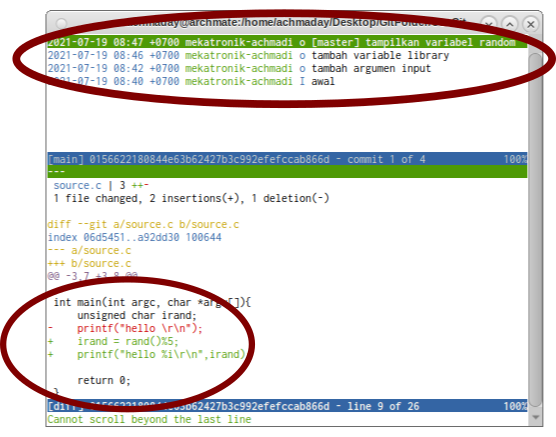 achmaday@archmate:/home/achmaday/Desktop/GitFolder/
2021-07-19 08:47 +0700 mekatronik-achmadi o [master] tampilkan variabel random
2021-07-19 08:46 +0700 mekatronik-achmadi o tambah variable library
2021-07-19 08:42 +0700 mekatronik-achmadi o tambah argumen input
2021-07-19 08:40 +0700 mekatronik-achmadi I awal
[main] 0156622180844e63b62427b3c992efefccab866d - commit 1 of 4 100%
---
source.c | 3 ++-
1 file changed, 2 insertions(+), 1 deletion(-)
diff --git a/source.c b/source.c
index 06d5451..a92dd30 100644
--- a/source.c
+++ b/source.c
@@ -3,7 +3,8 @@
int main(int argc, char *argv[]){
unsigned char irand;
- printf("hello \r\n");
+ irand = rand()%5;
+ printf("hello %i\r\n",irand)
return 0;
}
[diff] 0156622180844e63b62427b3c992efefccab866d - line 9 of 26 100%
Cannot scroll beyond the last line